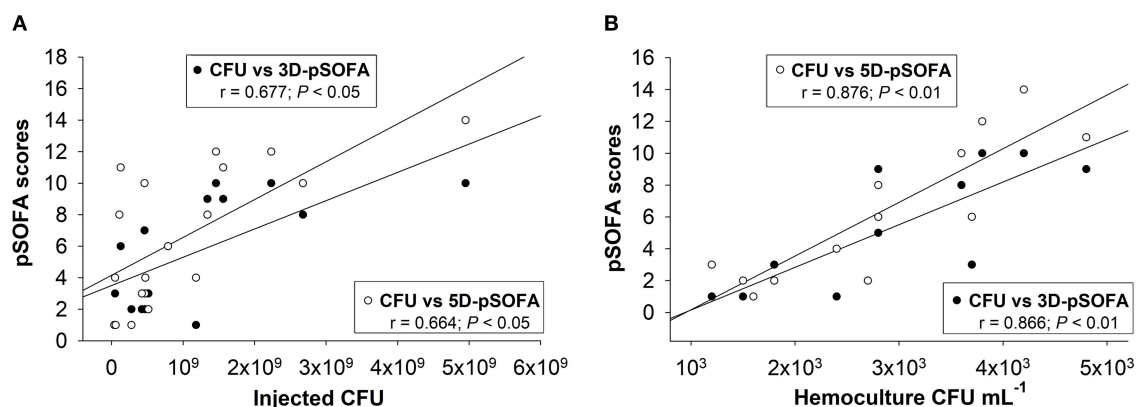 A
pSOFA scores
18
16
14
12
10
8
6
4
2
0
● CFU vs 3D-pSOFA
r = 0.677; P < 0.05
○ CFU vs 5D-pSOFA
r = 0.664; P < 0.05
0
10⁹
2x10⁹
3x10⁹
4x10⁹
5x10⁹
6x10⁹
Injected CFU
B
pSOFA scores
16
14
12
10
8
6
4
2
0
○ CFU vs 5D-pSOFA
r = 0.876; P < 0.01
● CFU vs 3D-pSOFA
r = 0.866; P < 0.01
10³
2x10³
3x10³
4x10³
5x10³
Hemoculture CFU mL⁻¹